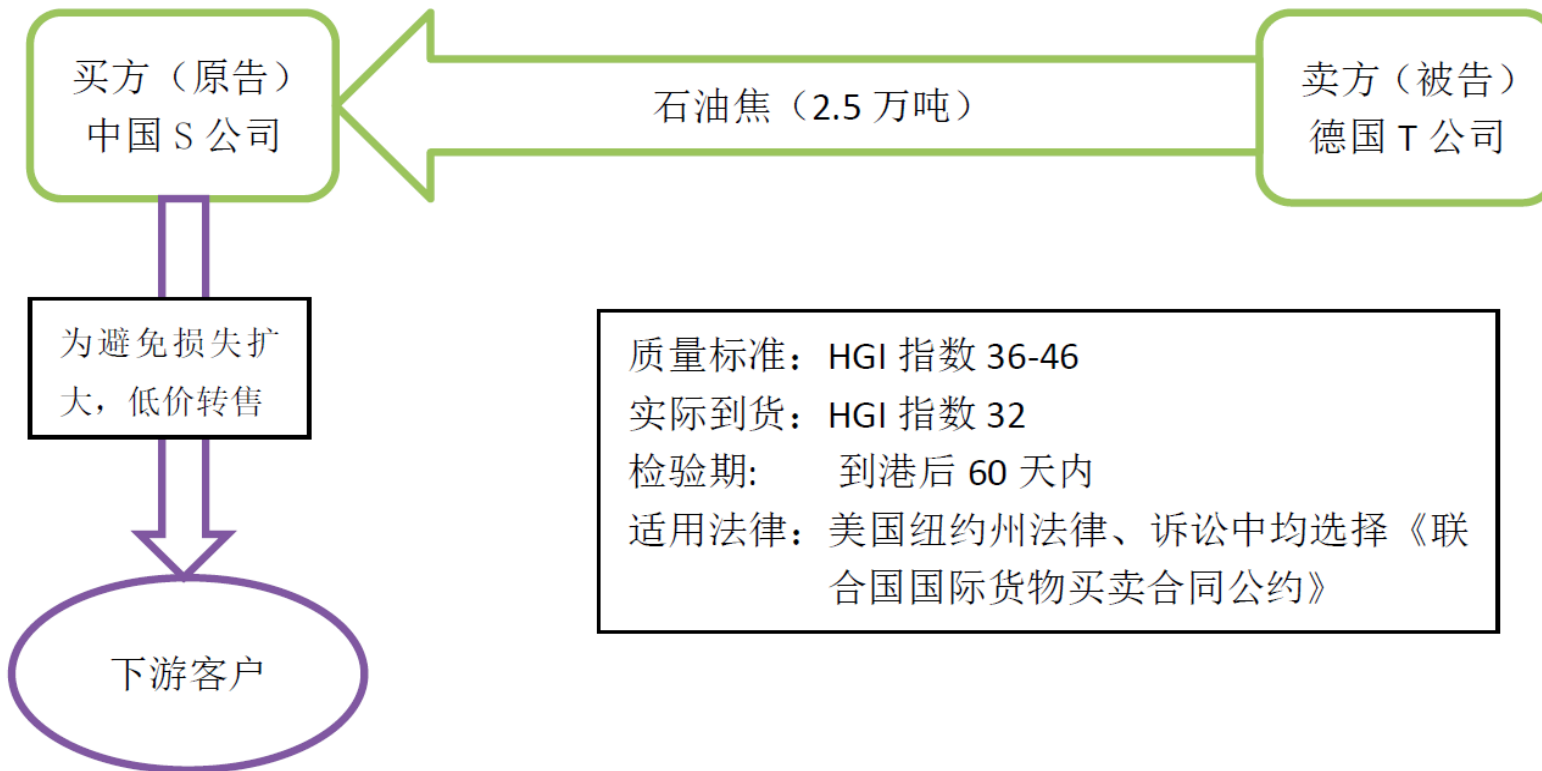 买方（原告）
中国 S 公司
石油焦（2.5 万吨）
卖方（被告）
德国 T 公司
为避免损失扩
大，低价转售
质量标准：HGI 指数 36-46
实际到货：HGI 指数 32
检验期: 到港后 60 天内
适用法律：美国纽约州法律、诉讼中均选择《联
合国国际货物买卖合同公约》
下游客户